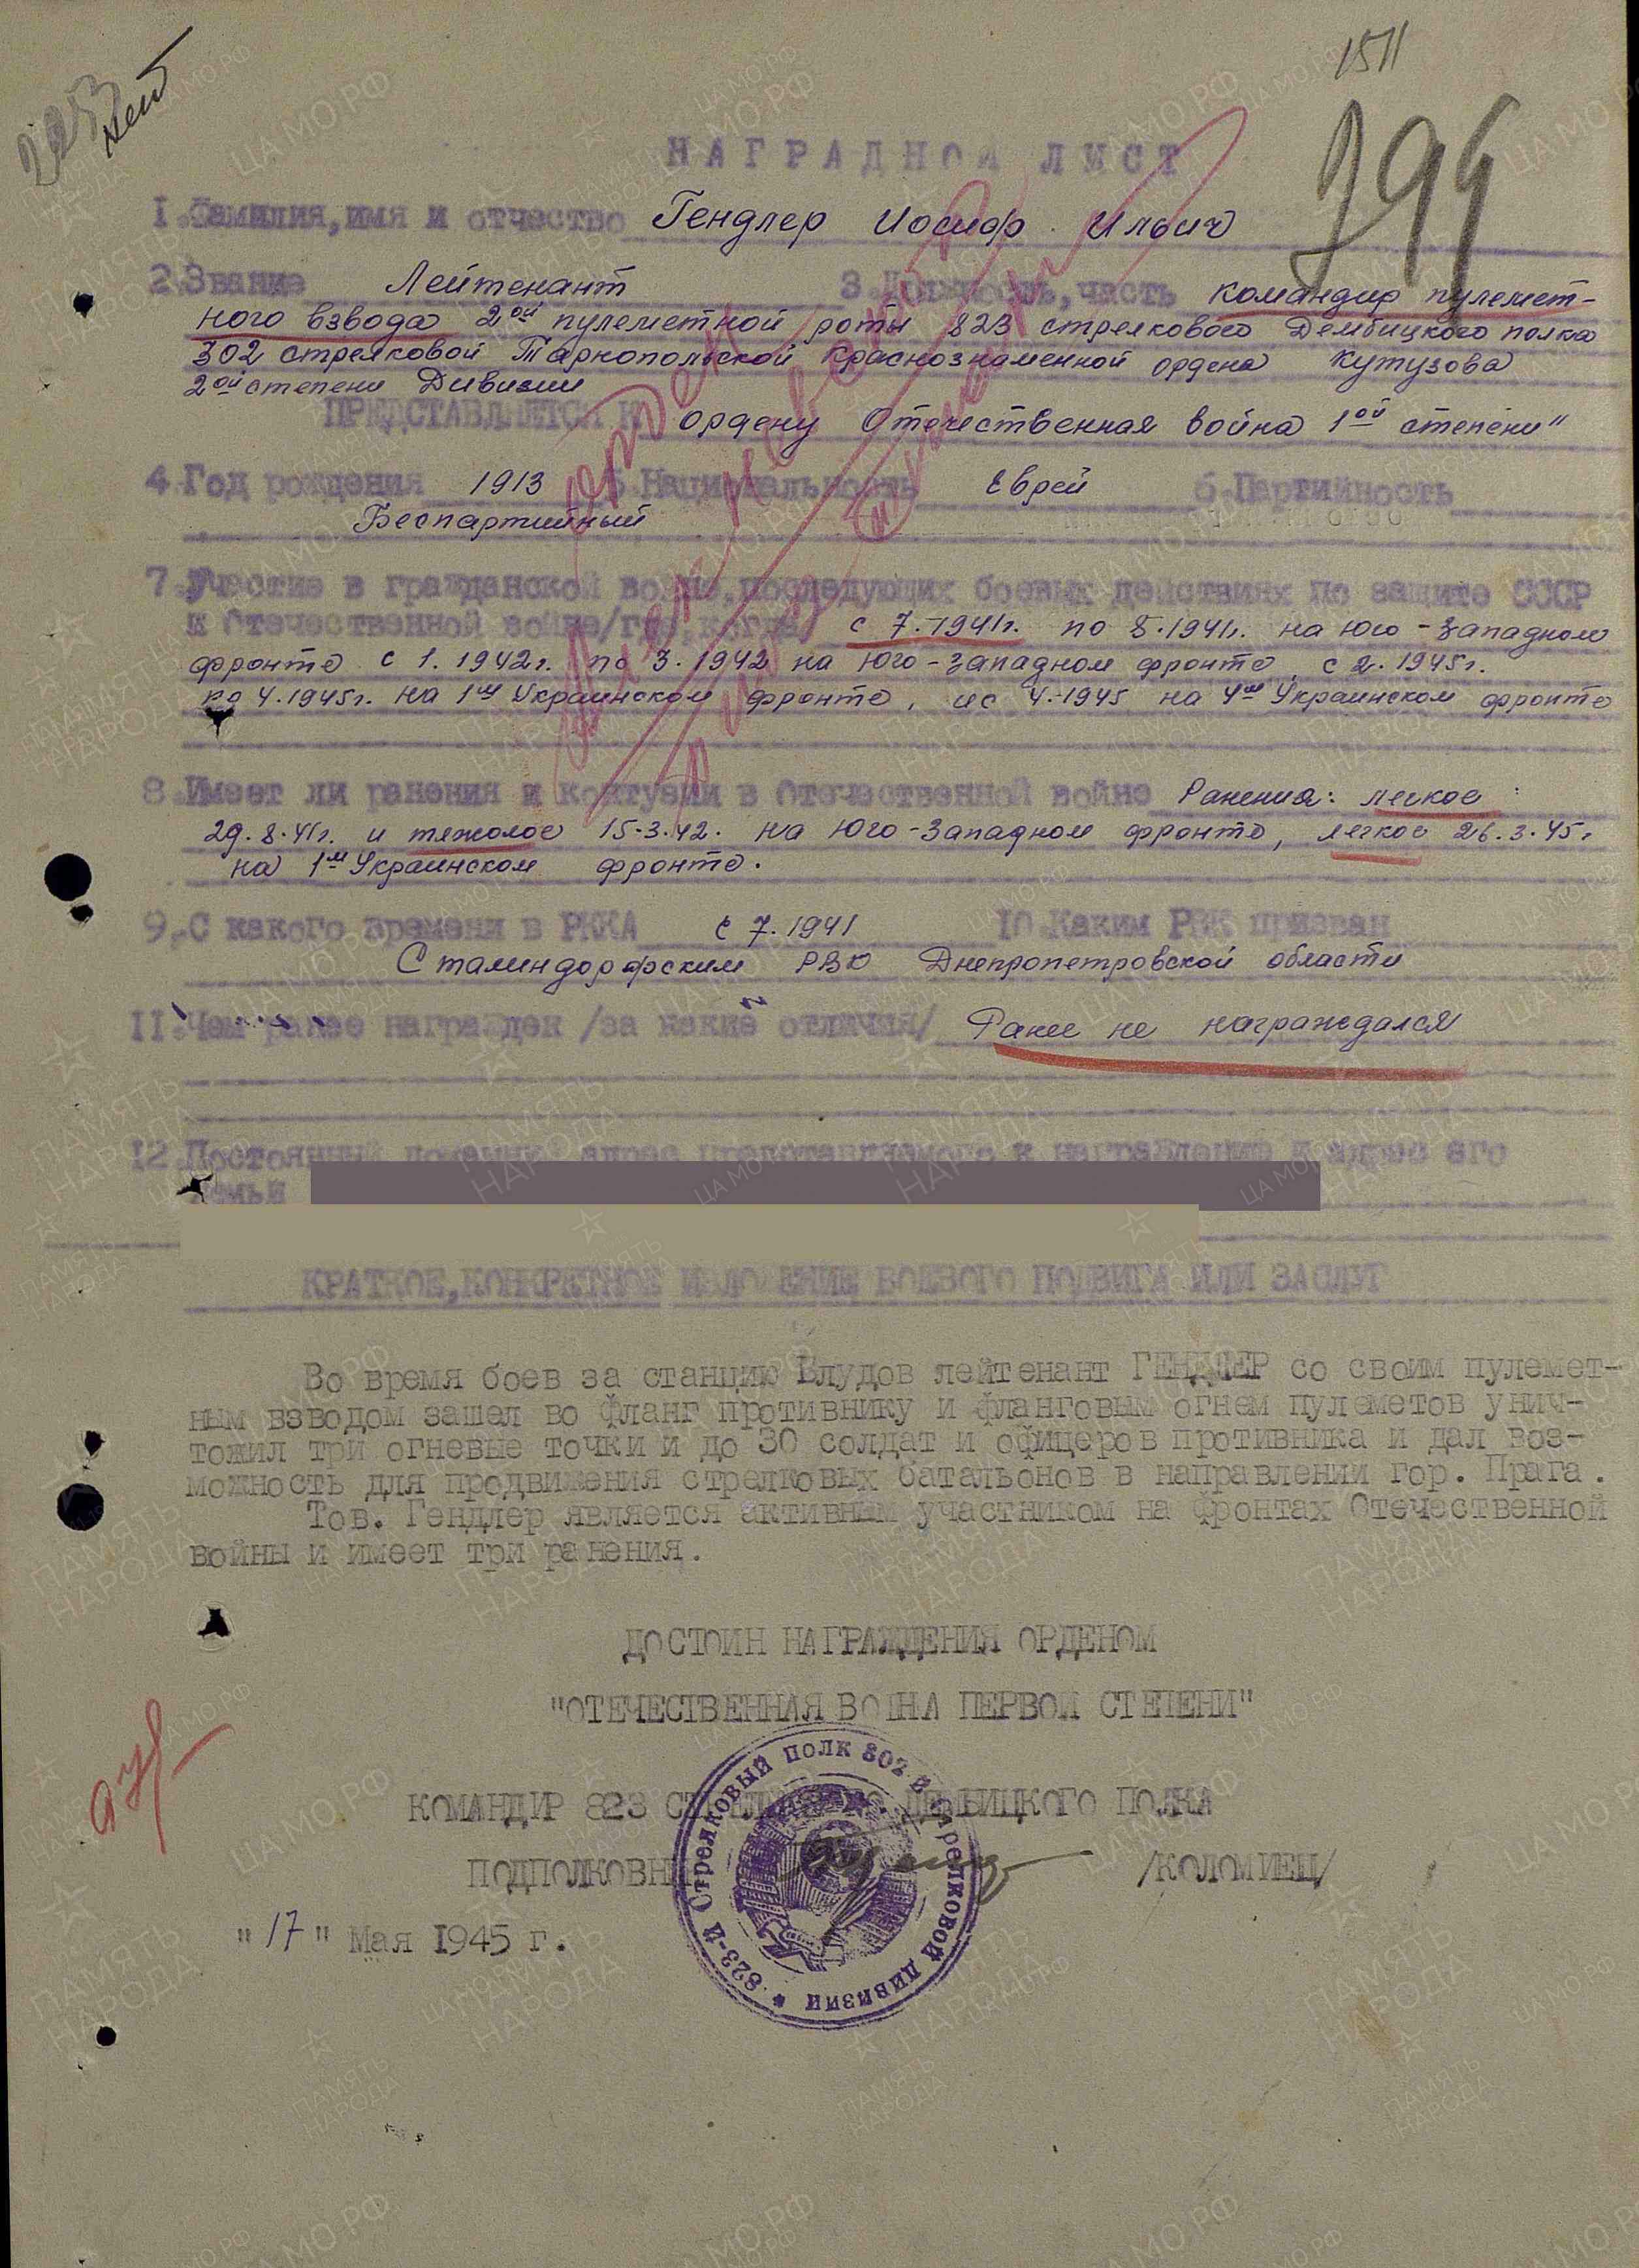 1511
399
НАГРАДНОЙ ЛИСТ
1. Фамилия, имя и отчество Гендлер Иосиф Ильич
2. Звание Лейтенант 3. Должность, часть командир пулемет-
ного взвода 2ой пулеметной роты 823 стрелкового Дембицкого полка
302 стрелковой Тарнопольской Краснознаменной ордена Кутузова
2ой степени Дивизии
ПРЕДСТАВЛЯЕТСЯ К ордену Отечественная война 1ой степени"
4. Год рождения 1913 5. Национальность Еврей 6. Партийность
Беспартийный
7. Участие в гражданской войне, последующих боевых действиях по защите СССР
и Отечественной войне/где, когда/ с 7.-1941г. по 8.1941г. на Юго-Западном
фронте с 1.1942г. по 3.1942 на Юго-Западном фронте, с 2.1945г.
по 4.1945г. на 1м Украинском фронте, и с 4.-1945 на 4м Украинском фронте
8. Имеет ли ранения и контузии в Отечественной войне Ранения: легкое
29.8.41г. и тяжолое 15.3.42. на Юго-Западном фронте, легкое 26.3.45г
на 1м Украинском фронте.
9. С какого времени в РККА с 7.1941 10. Каким РВК призван
Сталиндорфским РВК Днепропетровской области
11. Чем ранее награжден /за какие отличия/ Ранее не награждался
12. Постоянный домашний адрес представляемого к награждению и адрес его
семьи
КРАТКОЕ, КОНКРЕТНОЕ ИЗЛОЖЕНИЕ БОЕВОГО ПОДВИГА ИЛИ ЗАСЛУГ
Во время боев за станцию Влудов лейтенант ГЕНДЛЕР со своим пулемет-
ным взводом зашел во фланг противнику и фланговым огнем пулеметов унич-
тожил три огневые точки и до 30 солдат и офицеров противника и дал воз-
можность для продвижения стрелковых батальонов в направлении гор. Прага.
Тов. Гендлер является активным участником на фронтах Отечественной
войны и имеет три ранения.
ДОСТОИН НАГРАЖДЕНИЯ ОРДЕНОМ
"ОТЕЧЕСТВЕННАЯ ВОЙНА ПЕРВОЙ СТЕПЕНИ"
КОМАНДИР 823 СТРЕЛКОВОГО ДЕМБИЦКОГО ПОЛКА
ПОДПОЛКОВНИК /КОЛОМИЕЦ/
823-Й Стрелковый полк 302-й Стрелковой дивизии
"17" Мая 1945 г.